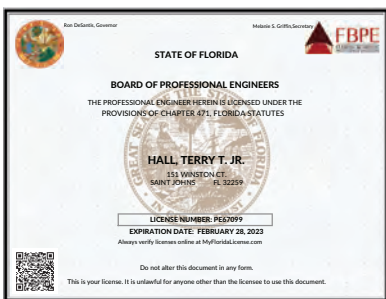 Ron DeSantis, Governor
Melanie S. Griffin, Secretary
FBPE
STATE OF FLORIDA
BOARD OF PROFESSIONAL ENGINEERS
THE PROFESSIONAL ENGINEER HEREIN IS LICENSED UNDER THE
PROVISIONS OF CHAPTER 471, FLORIDA STATUTES
HALL, TERRY T. JR.
151 WINSTON CT.
SAINT JOHNS FL 32259
LICENSE NUMBER: PE67099
EXPIRATION DATE: FEBRUARY 28, 2023
Always verify licenses online at MyFloridaLicense.com
Do not alter this document in any form.
This is your license. It is unlawful for anyone other than the licensee to use this document.